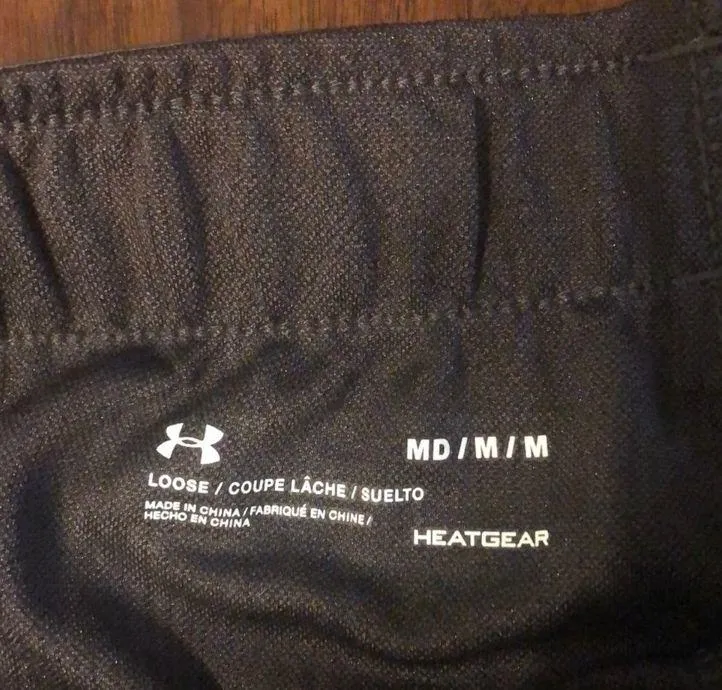 MD/M/M
LOOSE / COUPE LÂCHE / SUELTO
MADE IN CHINA / FABRIQUÉ EN CHINE /
HECHO EN CHINA
HEATGEAR